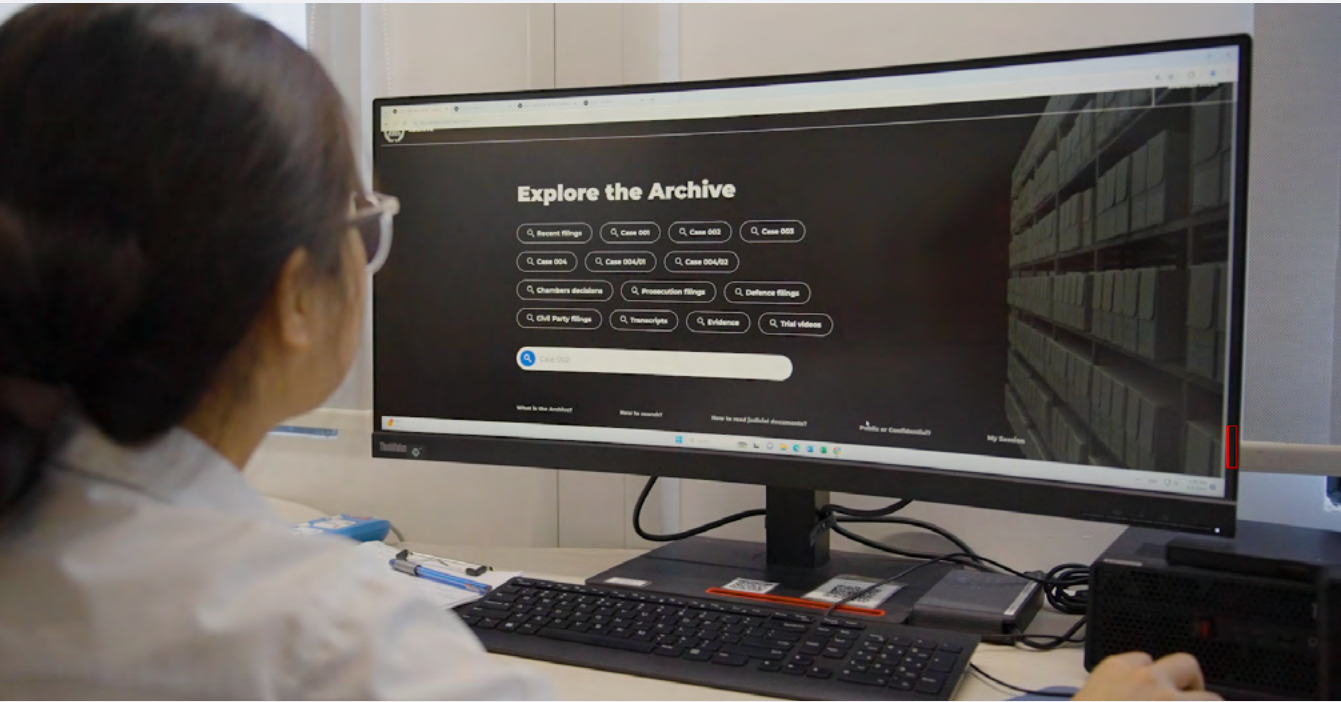 Explore the Archive
Recent filings Case 001 Case 002 Case 003
Case 004 Case 004/01 Case 004/02
Chambers decisions Prosecution filings Defence filings
Civil Party filings Transcripts Evidence Trial videos
Case 002
What is the Archive? How to search? How to read judicial documents? Public or Confidential? My Session
ThinkVision